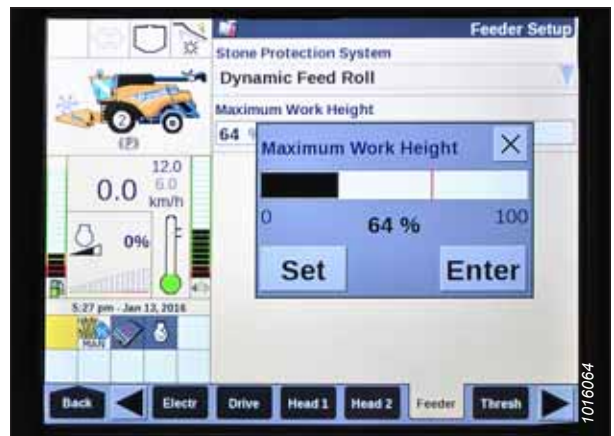 Feeder Setup
Stone Protection System
Dynamic Feed Roll
Maximum Work Height
64 %
Maximum Work Height
0
64 %
100
Set
Enter
2
(P)
12.0
6.0
0.0
km/h
0%
5:27 pm - Jan 13, 2016
MAN
Back
Electr
Drive
Head 1
Head 2
Feeder
Thresh
1016064